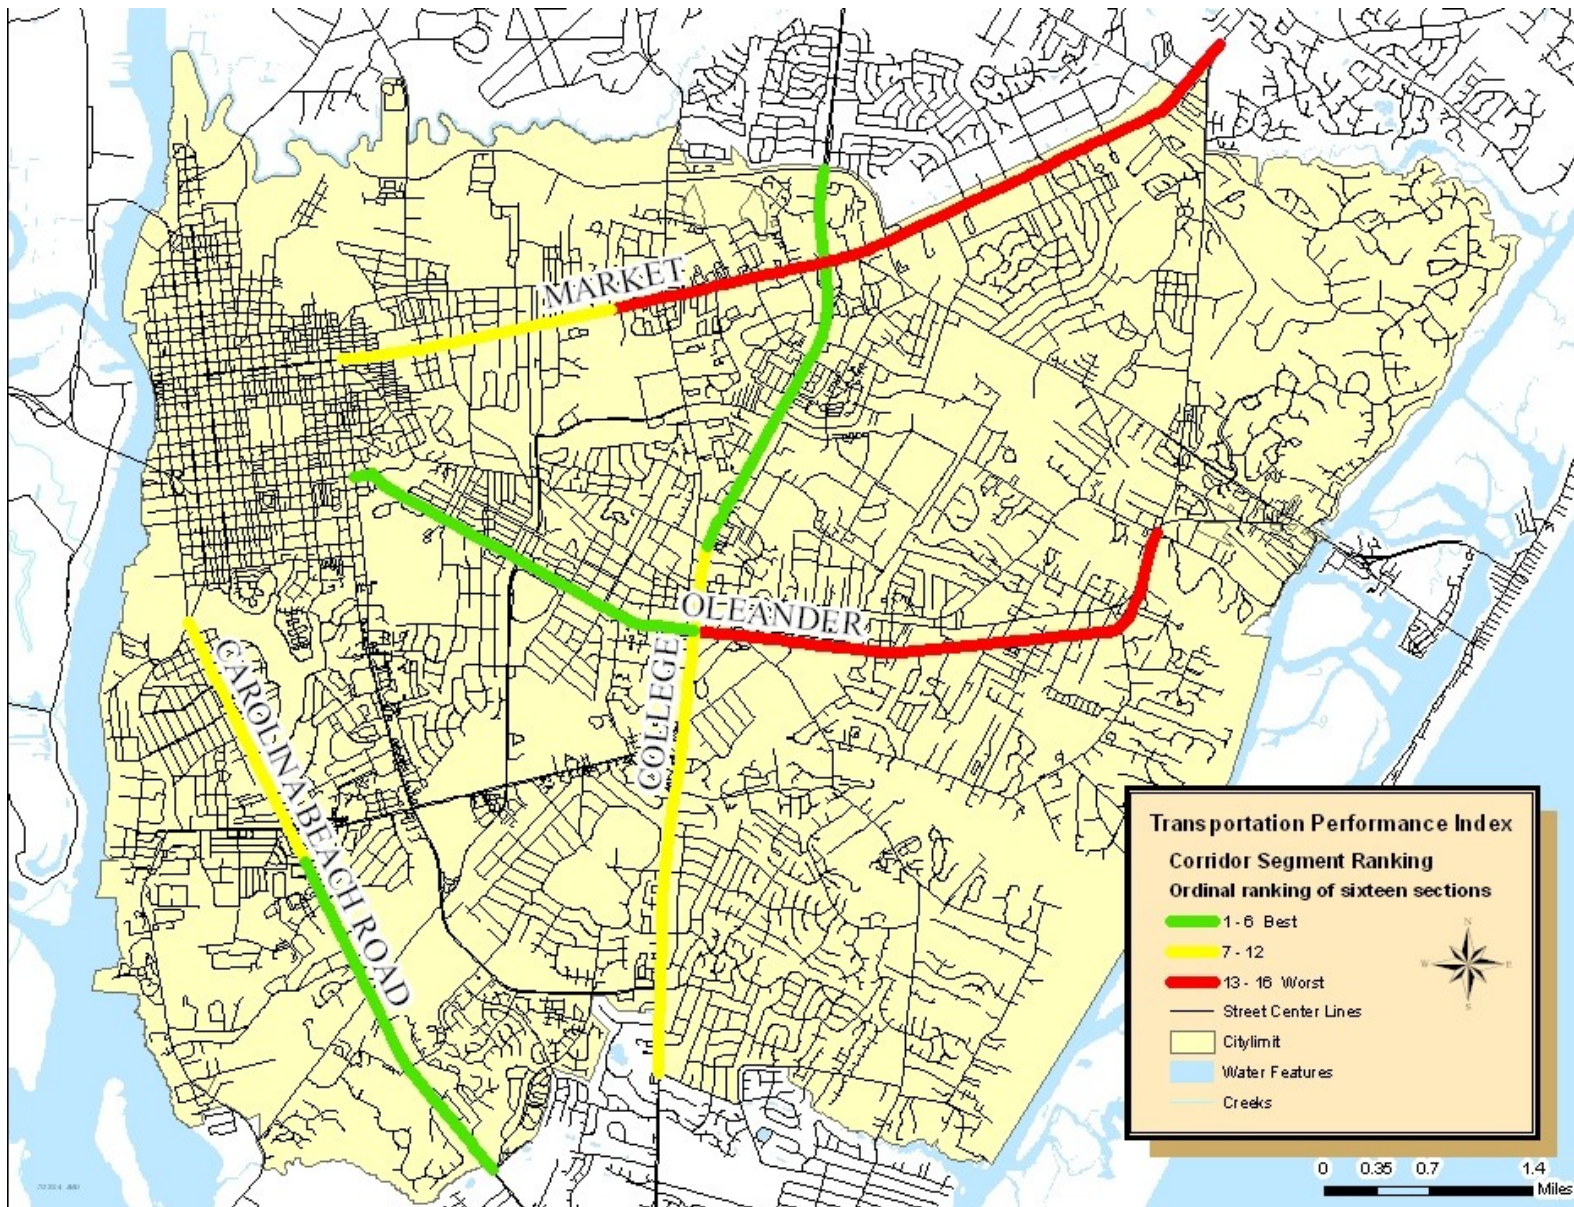 MARKET
OLEANDER
COLLEGE
CAROLINA BEACH ROAD
Transportation Performance Index
Corridor Segment Ranking
Ordinal ranking of sixteen sections
1 - 6 Best
7 - 12
13 - 16 Worst
Street Center Lines
Citylimit
Water Features
Creeks
N
W
E
S
0 0.35 0.7 1.4
Miles